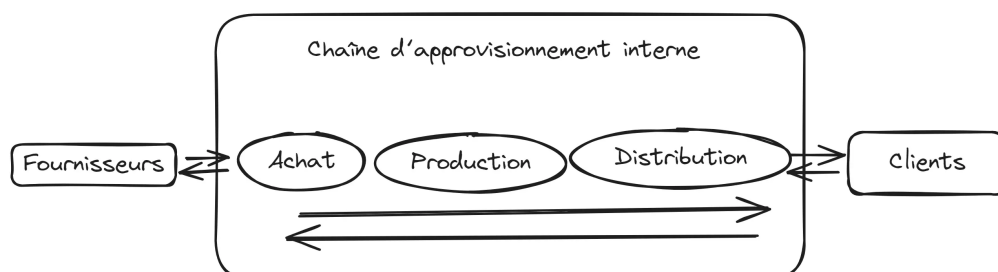 Chaîne d'approvisionnement interne
Fournisseurs
Achat
Production
Distribution
Clients